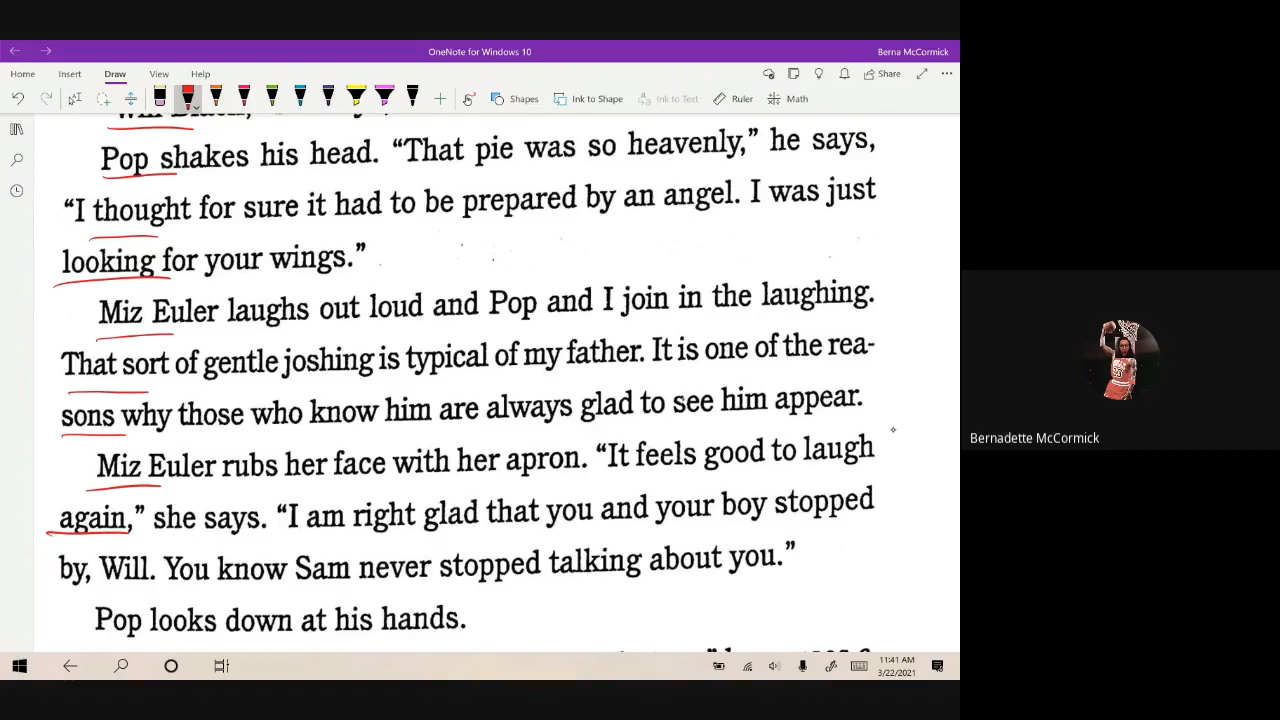 OneNote for Windows 10
Berna McCormick
Home Insert Draw View Help
Share
Shapes Ink to Shape Ink to Text Ruler Math
Pop shakes his head. “That pie was so heavenly,” he says,
“I thought for sure it had to be prepared by an angel. I was just
looking for your wings.”
Miz Euler laughs out loud and Pop and I join in the laughing.
That sort of gentle joshing is typical of my father. It is one of the rea-
sons why those who know him are always glad to see him appear.
Miz Euler rubs her face with her apron. “It feels good to laugh
again,” she says. “I am right glad that you and your boy stopped
by, Will. You know Sam never stopped talking about you.”
Pop looks down at his hands.
Bernadette McCormick
11:41 AM
3/22/2021